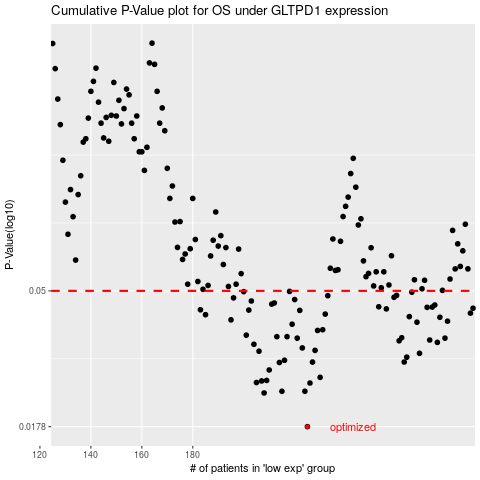 Cumulative P-Value plot for OS under GLTPD1 expression
P-Value(log10)
0.05
0.0178
optimized
120 140 160 180
# of patients in 'low exp' group